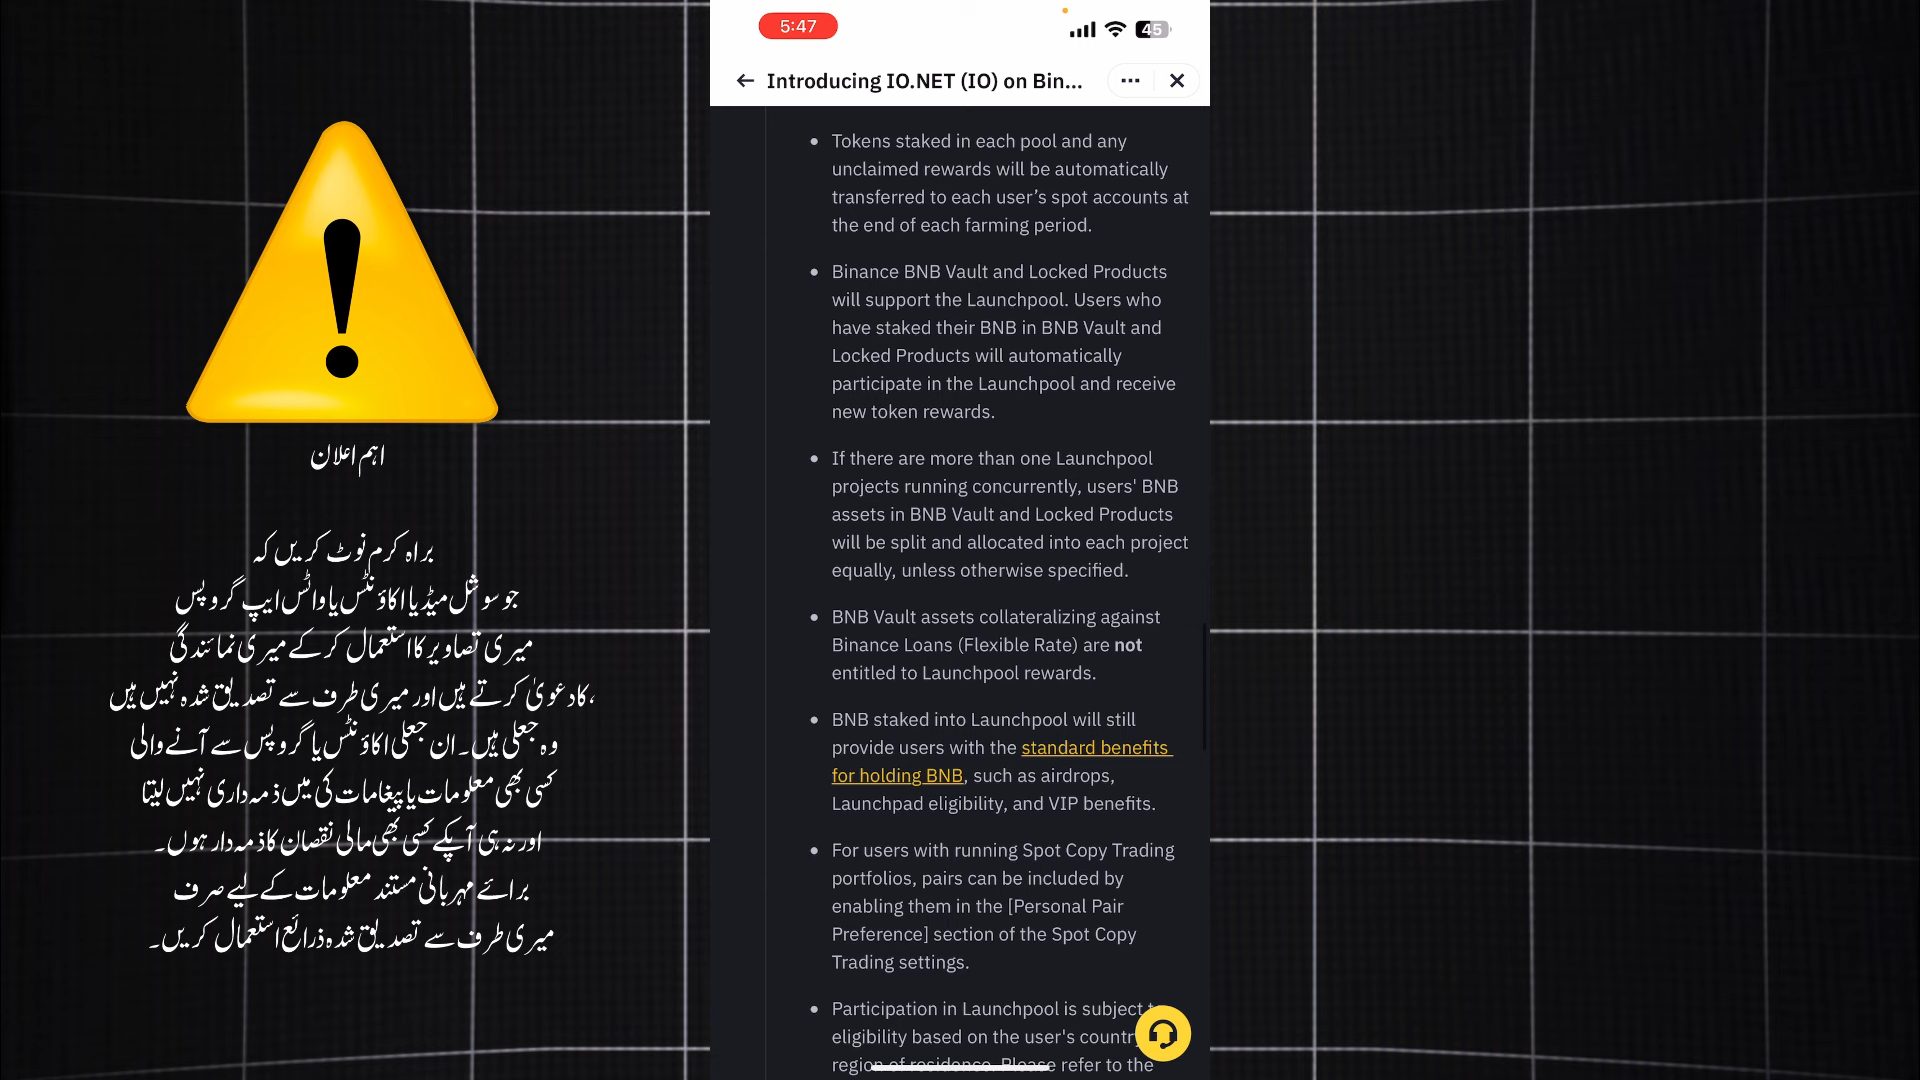 اہم اعلان
براہ کرم نوٹ کریں کہ
جو سوشل میڈیا اکاؤنٹس یا واٹس ایپ گروپس
میری تصاویر کا استعمال کر کے میری نمائندگی
کا دعویٰ کرتے ہیں اور میری طرف سے تصدیق شدہ نہیں ہیں،
وہ جعلی ہیں۔ ان جعلی اکاؤنٹس یا گروپس سے آنے والی
کسی بھی معلومات یا پیغامات کی میں ذمہ داری نہیں لیتا
اور نہ ہی آپکے کسی بھی مالی نقصان کا ذمہ دار ہوں۔
برائے مہربانی مستند معلومات کے لیے صرف
میری طرف سے تصدیق شدہ ذرائع استعمال کریں۔
5:47
45
Introducing IO.NET (IO) on Bin...
Tokens staked in each pool and any
unclaimed rewards will be automatically
transferred to each user’s spot accounts at
the end of each farming period.
Binance BNB Vault and Locked Products
will support the Launchpool. Users who
have staked their BNB in BNB Vault and
Locked Products will automatically
participate in the Launchpool and receive
new token rewards.
If there are more than one Launchpool
projects running concurrently, users' BNB
assets in BNB Vault and Locked Products
will be split and allocated into each project
equally, unless otherwise specified.
BNB Vault assets collateralizing against
Binance Loans (Flexible Rate) are not
entitled to Launchpool rewards.
BNB staked into Launchpool will still
provide users with the standard benefits
for holding BNB, such as airdrops,
Launchpad eligibility, and VIP benefits.
For users with running Spot Copy Trading
portfolios, pairs can be included by
enabling them in the [Personal Pair
Preference] section of the Spot Copy
Trading settings.
Participation in Launchpool is subject
eligibility based on the user's country
region of residence. Please refer to the